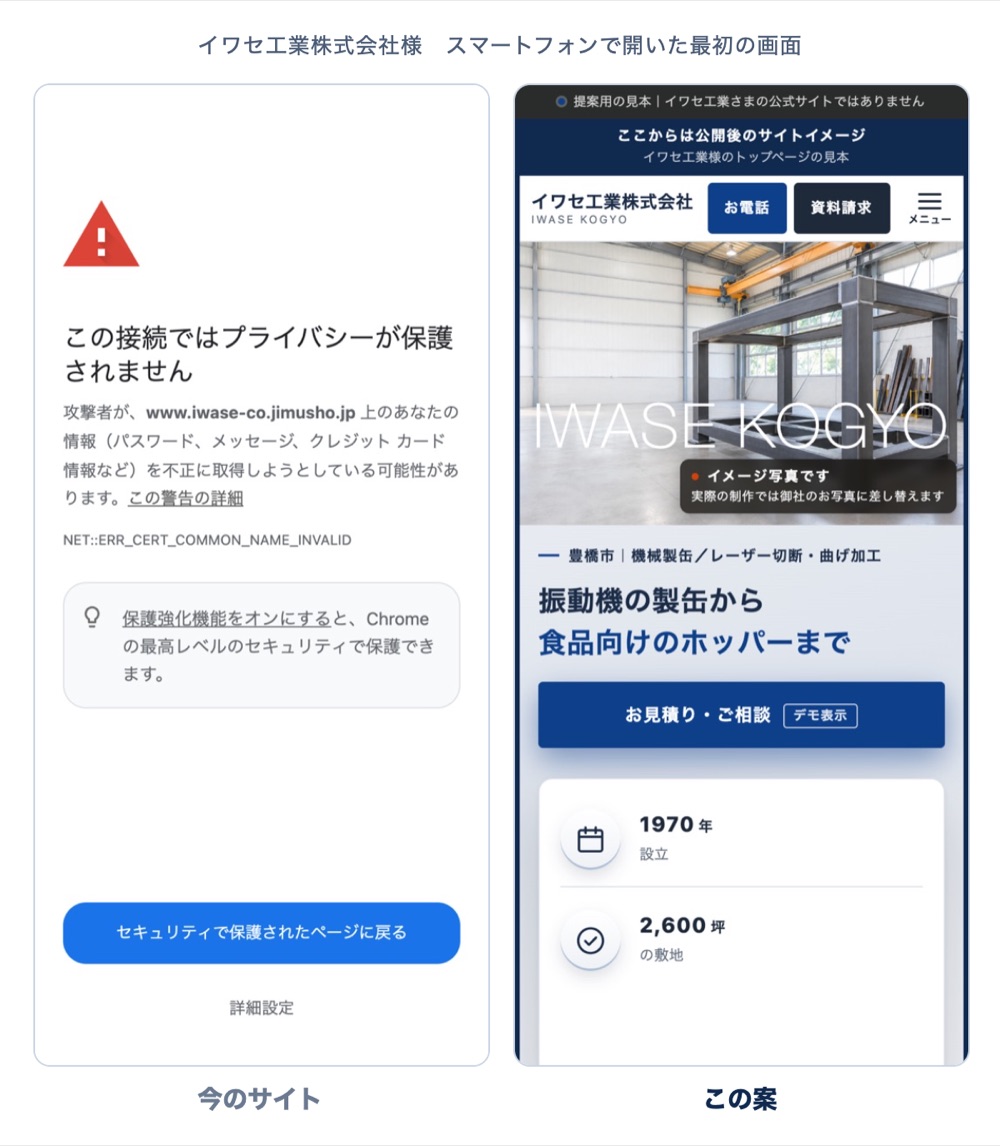 イワセ工業株式会社様　スマートフォンで開いた最初の画面
この接続ではプライバシーが保護
されません
攻撃者が、www.iwase-co.jimusho.jp 上のあなたの
情報（パスワード、メッセージ、クレジット カード
情報など）を不正に取得しようとしている可能性があ
ります。この警告の詳細
NET::ERR_CERT_COMMON_NAME_INVALID
保護強化機能をオンにすると、Chrome
の最高レベルのセキュリティで保護でき
ます。
セキュリティで保護されたページに戻る
詳細設定
今のサイト
提案用の見本｜イワセ工業さまの公式サイトではありません
ここからは公開後のサイトイメージ
イワセ工業様のトップページの見本
イワセ工業株式会社
IWASE KOGYO
お電話
資料請求
メニュー
IWASE KOGYO
イメージ写真です
実際の制作では御社のお写真に差し替えます
豊橋市｜機械製缶／レーザー切断・曲げ加工
振動機の製缶から
食品向けのホッパーまで
お見積り・ご相談 デモ表示
1970 年
設立
2,600 坪
の敷地
この案